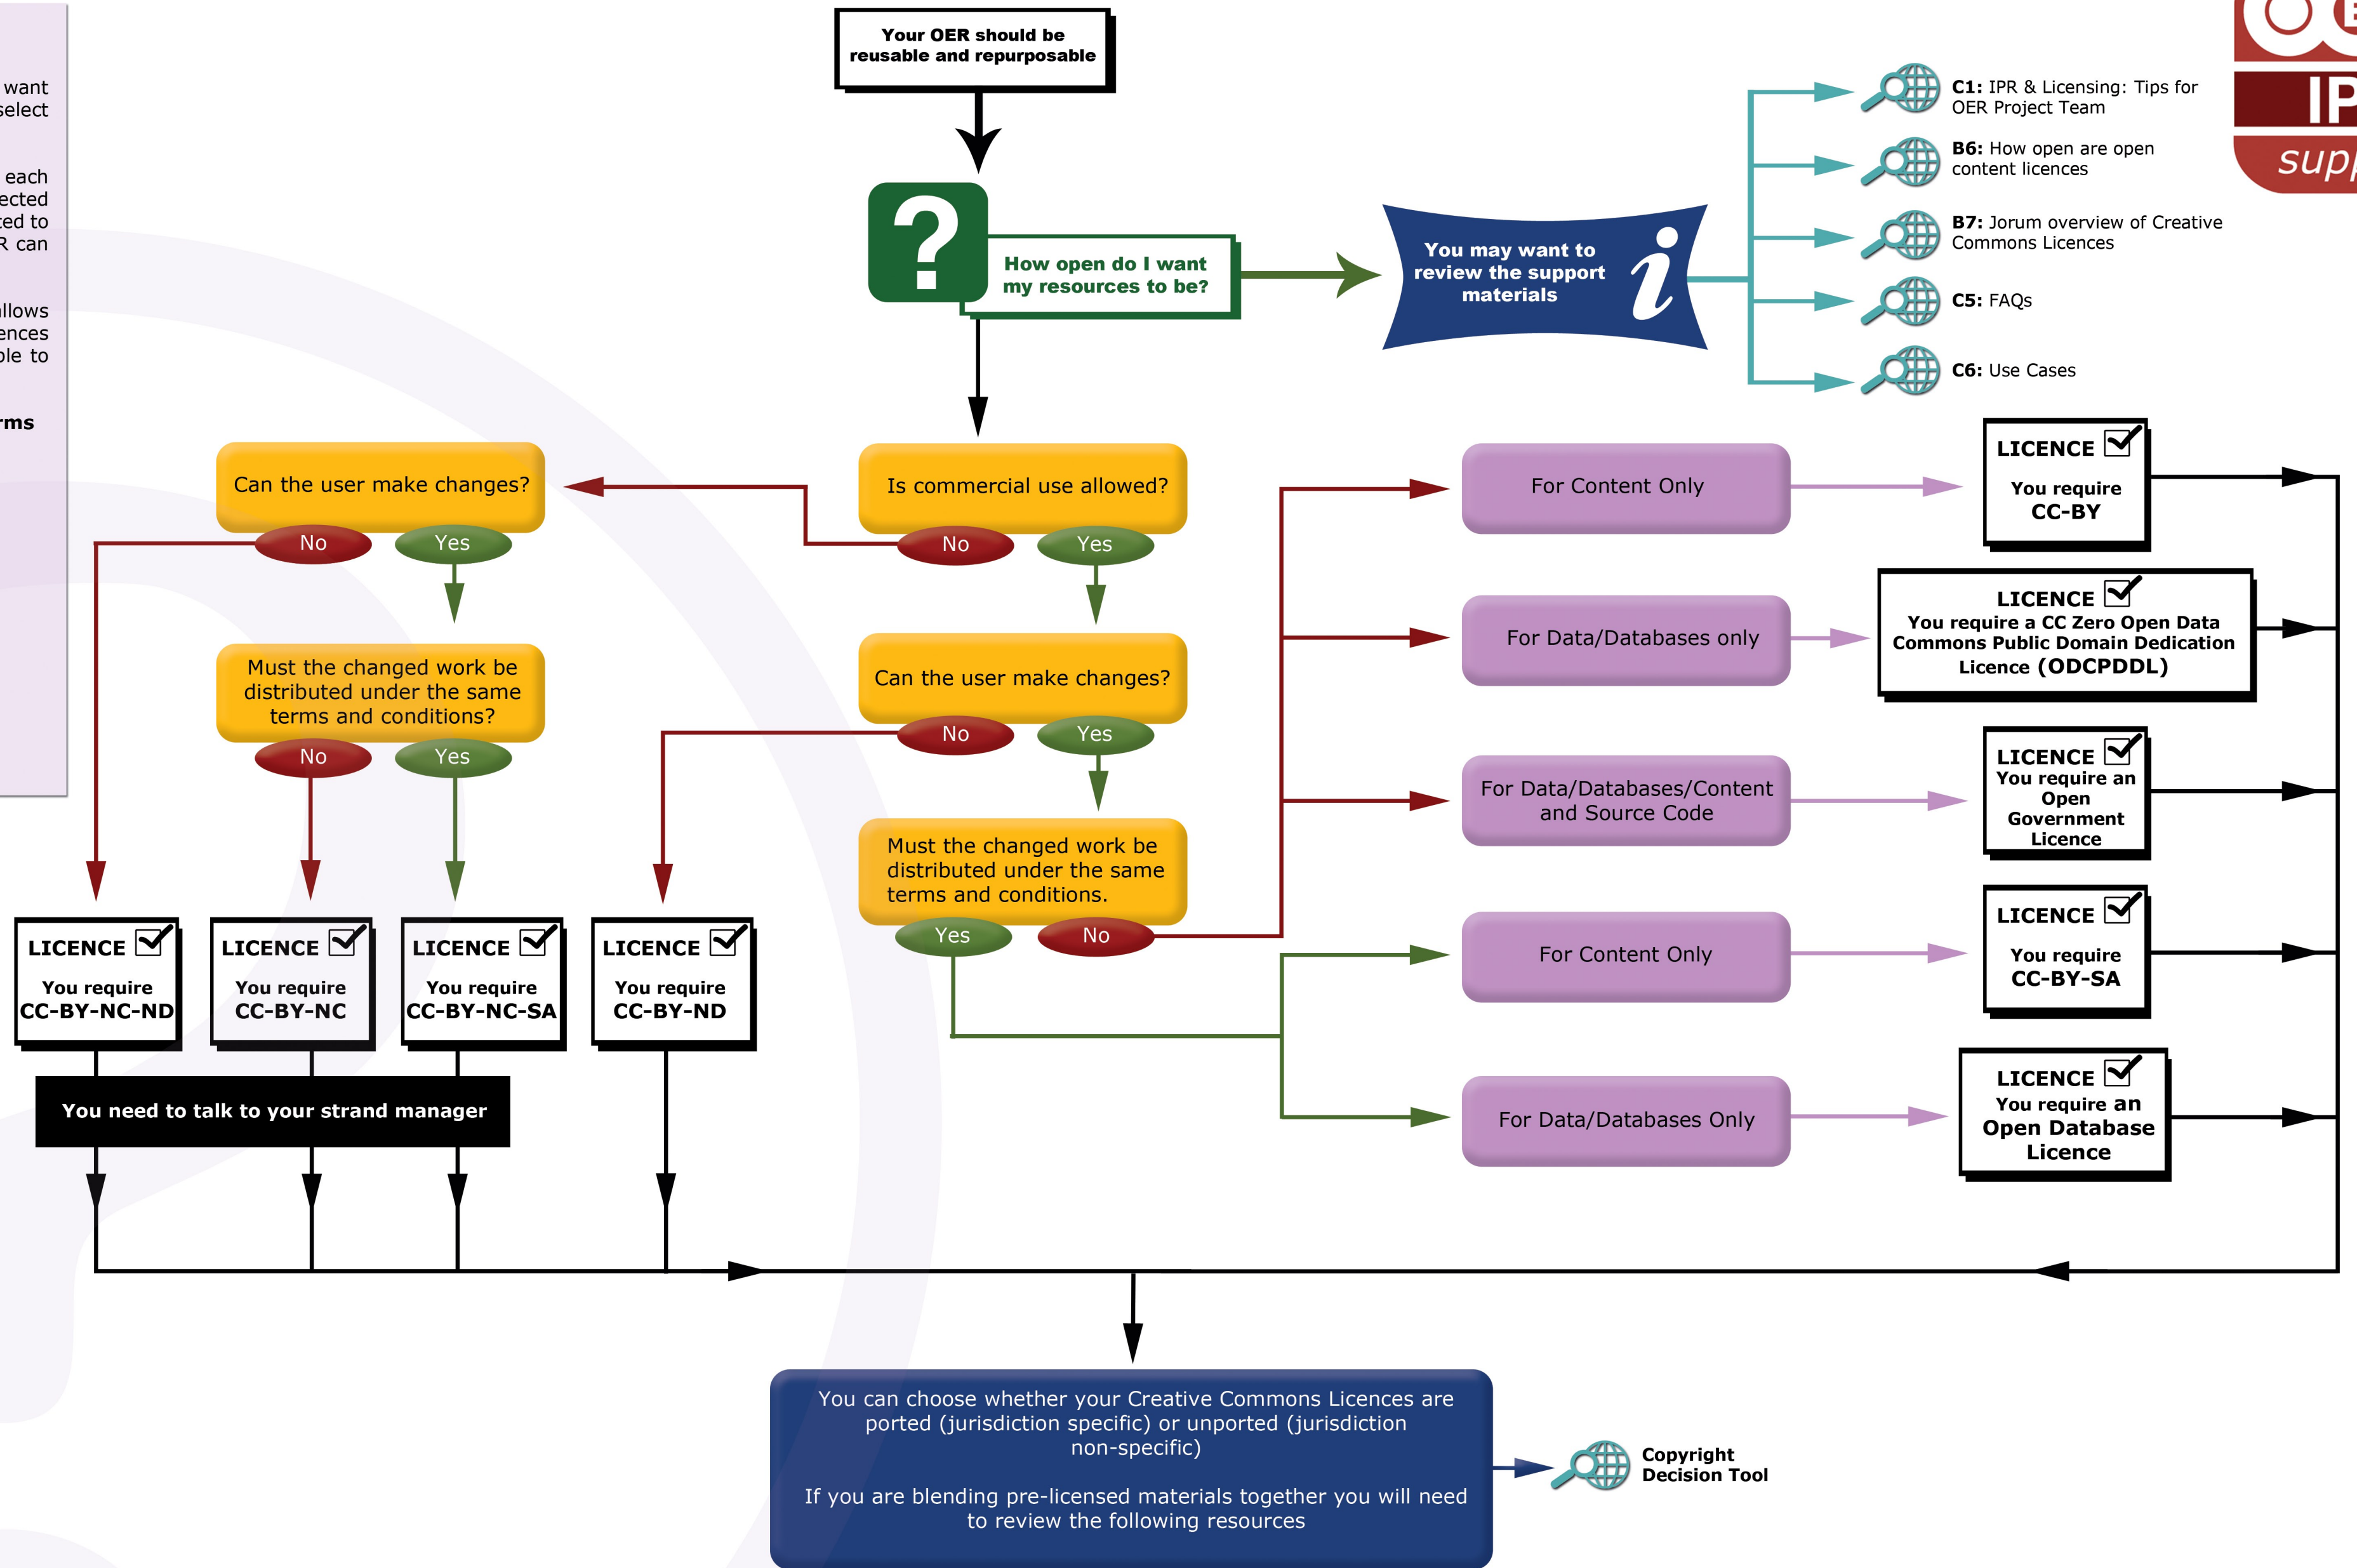 want
select
each
ected
ted to
R can
allows
ences
ble to
rms
Your OER should be
reusable and repurposable
?
How open do I want
my resources to be?
You may want to
review the support
materials
i
C1: IPR & Licensing: Tips for
OER Project Team
B6: How open are open
content licences
B7: Jorum overview of Creative
Commons Licences
C5: FAQs
C6: Use Cases
IP
supp
Can the user make changes?
No
Yes
Is commercial use allowed?
No
Yes
Must the changed work be
distributed under the same
terms and conditions?
No
Yes
Can the user make changes?
No
Yes
Must the changed work be
distributed under the same
terms and conditions.
Yes
No
For Content Only
LICENCE
You require
CC-BY
For Data/Databases only
LICENCE
You require a CC Zero Open Data
Commons Public Domain Dedication
Licence (ODCPDDL)
For Data/Databases/Content
and Source Code
LICENCE
You require an
Open
Government
Licence
For Content Only
LICENCE
You require
CC-BY-SA
For Data/Databases Only
LICENCE
You require an
Open Database
Licence
LICENCE
You require
CC-BY-NC-ND
LICENCE
You require
CC-BY-NC
LICENCE
You require
CC-BY-NC-SA
LICENCE
You require
CC-BY-ND
You need to talk to your strand manager
You can choose whether your Creative Commons Licences are
ported (jurisdiction specific) or unported (jurisdiction
non-specific)
If you are blending pre-licensed materials together you will need
to review the following resources
Copyright
Decision Tool